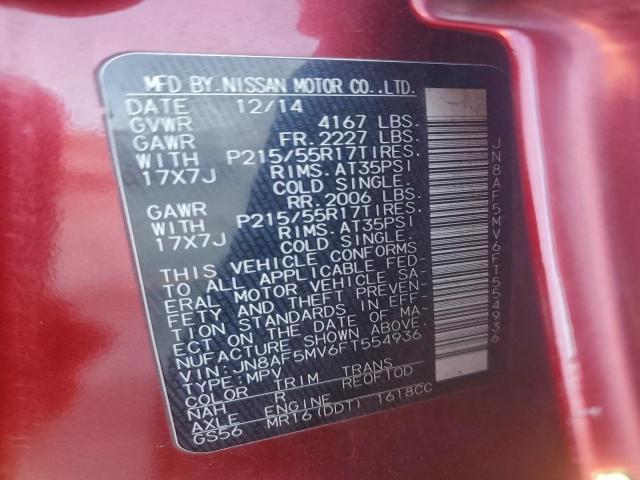 MFD BY.NISSAN MOTOR CO.,LTD.
DATE 12/14
GVWR 4167 LBS.
GAWR FR. 2227 LBS.
WITH P215/55R17TIRES.
17X7J RIMS. AT35PSI
COLD SINGLE.
GAWR RR. 2006 LBS.
WITH P215/55R17TIRES.
17X7J RIMS. AT35PSI
COLD SINGLE.
THIS VEHICLE CONFORMS
TO ALL APPLICABLE FED-
ERAL MOTOR VEHICLE SA-
FETY AND THEFT PREVEN-
TION STANDARDS IN EFF-
ECT ON THE DATE OF MA-
NUFACTURE SHOWN ABOVE.
VIN: JN8AF5MV6FT554936
TYPE: MPV
COLOR TRIM TRANS
NAH R REOF10D
AXLE ENGINE
GS56 MR16(DDT) 1618CC
JN8AF5MV6FT554936